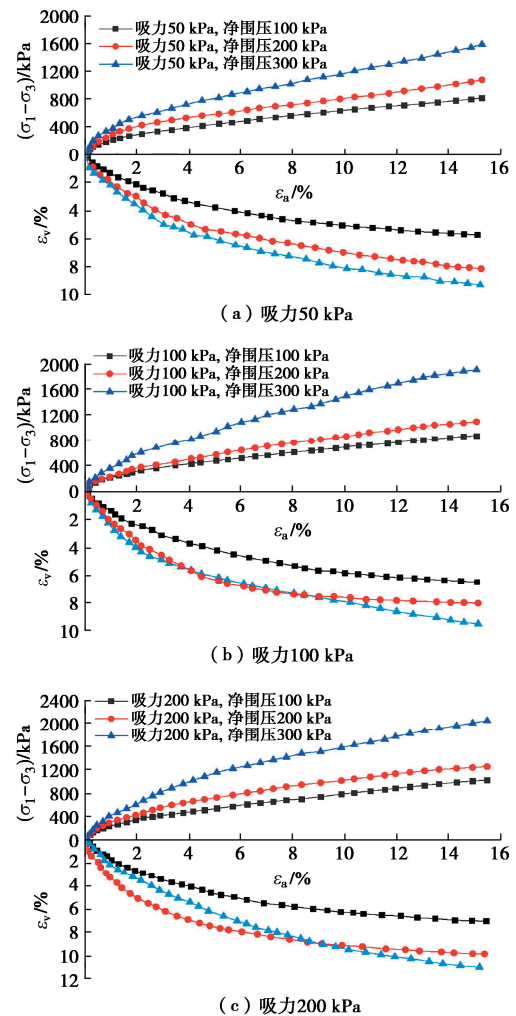 2000
1600
1200
800
400
0
(σ₁−σ₃)/kPa
吸力50 kPa, 净围压100 kPa
吸力50 kPa, 净围压200 kPa
吸力50 kPa, 净围压300 kPa
2 4 6 8 10 12 14 16
εₐ/%
2
4
6
8
10
εᵥ/%
（a）吸力50 kPa
2000
1600
1200
800
400
0
(σ₁−σ₃)/kPa
吸力100 kPa, 净围压100 kPa
吸力100 kPa, 净围压200 kPa
吸力100 kPa, 净围压300 kPa
2 4 6 8 10 12 14 16
εₐ/%
2
4
6
8
10
εᵥ/%
（b）吸力100 kPa
2400
2000
1600
1200
800
400
0
(σ₁−σ₃)/kPa
吸力200 kPa, 净围压100 kPa
吸力200 kPa, 净围压200 kPa
吸力200 kPa, 净围压300 kPa
2 4 6 8 10 12 14 16
εₐ/%
2
4
6
8
10
12
εᵥ/%
（c）吸力200 kPa